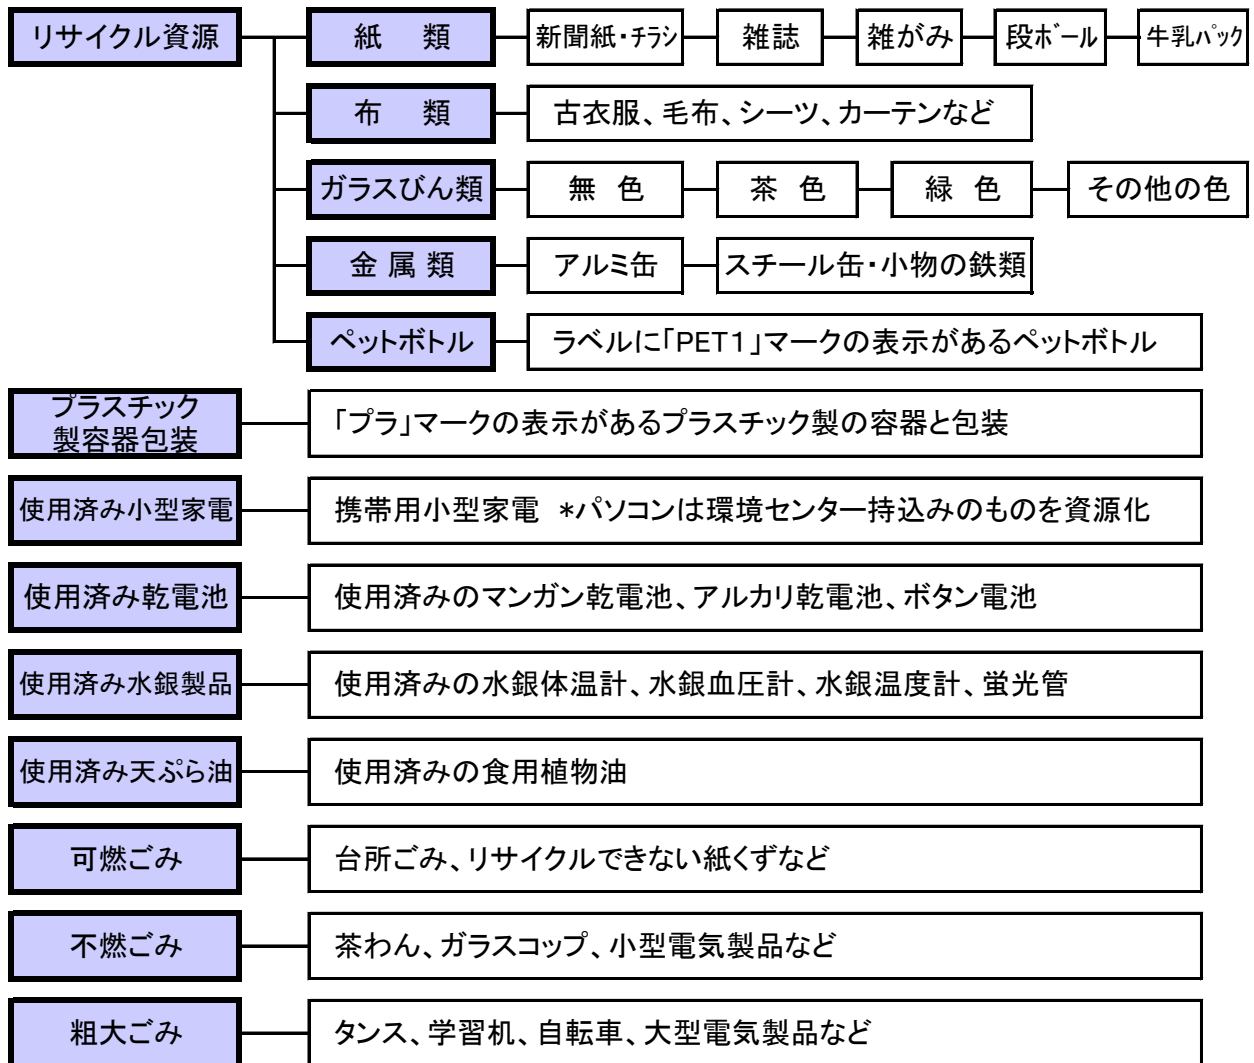 リサイクル資源
紙　類
新聞紙・チラシ
雑誌
雑がみ
段ボール
牛乳パック
布　類
古衣服、毛布、シーツ、カーテンなど
ガラスびん類
無 色
茶 色
緑 色
その他の色
金 属 類
アルミ缶
スチール缶・小物の鉄類
ペットボトル
ラベルに「PET1」マークの表示があるペットボトル
プラスチック
製容器包装
「プラ」マークの表示があるプラスチック製の容器と包装
使用済み小型家電
携帯用小型家電 *パソコンは環境センター持込みのものを資源化
使用済み乾電池
使用済みのマンガン乾電池、アルカリ乾電池、ボタン電池
使用済み水銀製品
使用済みの水銀体温計、水銀血圧計、水銀温度計、蛍光管
使用済み天ぷら油
使用済みの食用植物油
可燃ごみ
台所ごみ、リサイクルできない紙くずなど
不燃ごみ
茶わん、ガラスコップ、小型電気製品など
粗大ごみ
タンス、学習机、自転車、大型電気製品など